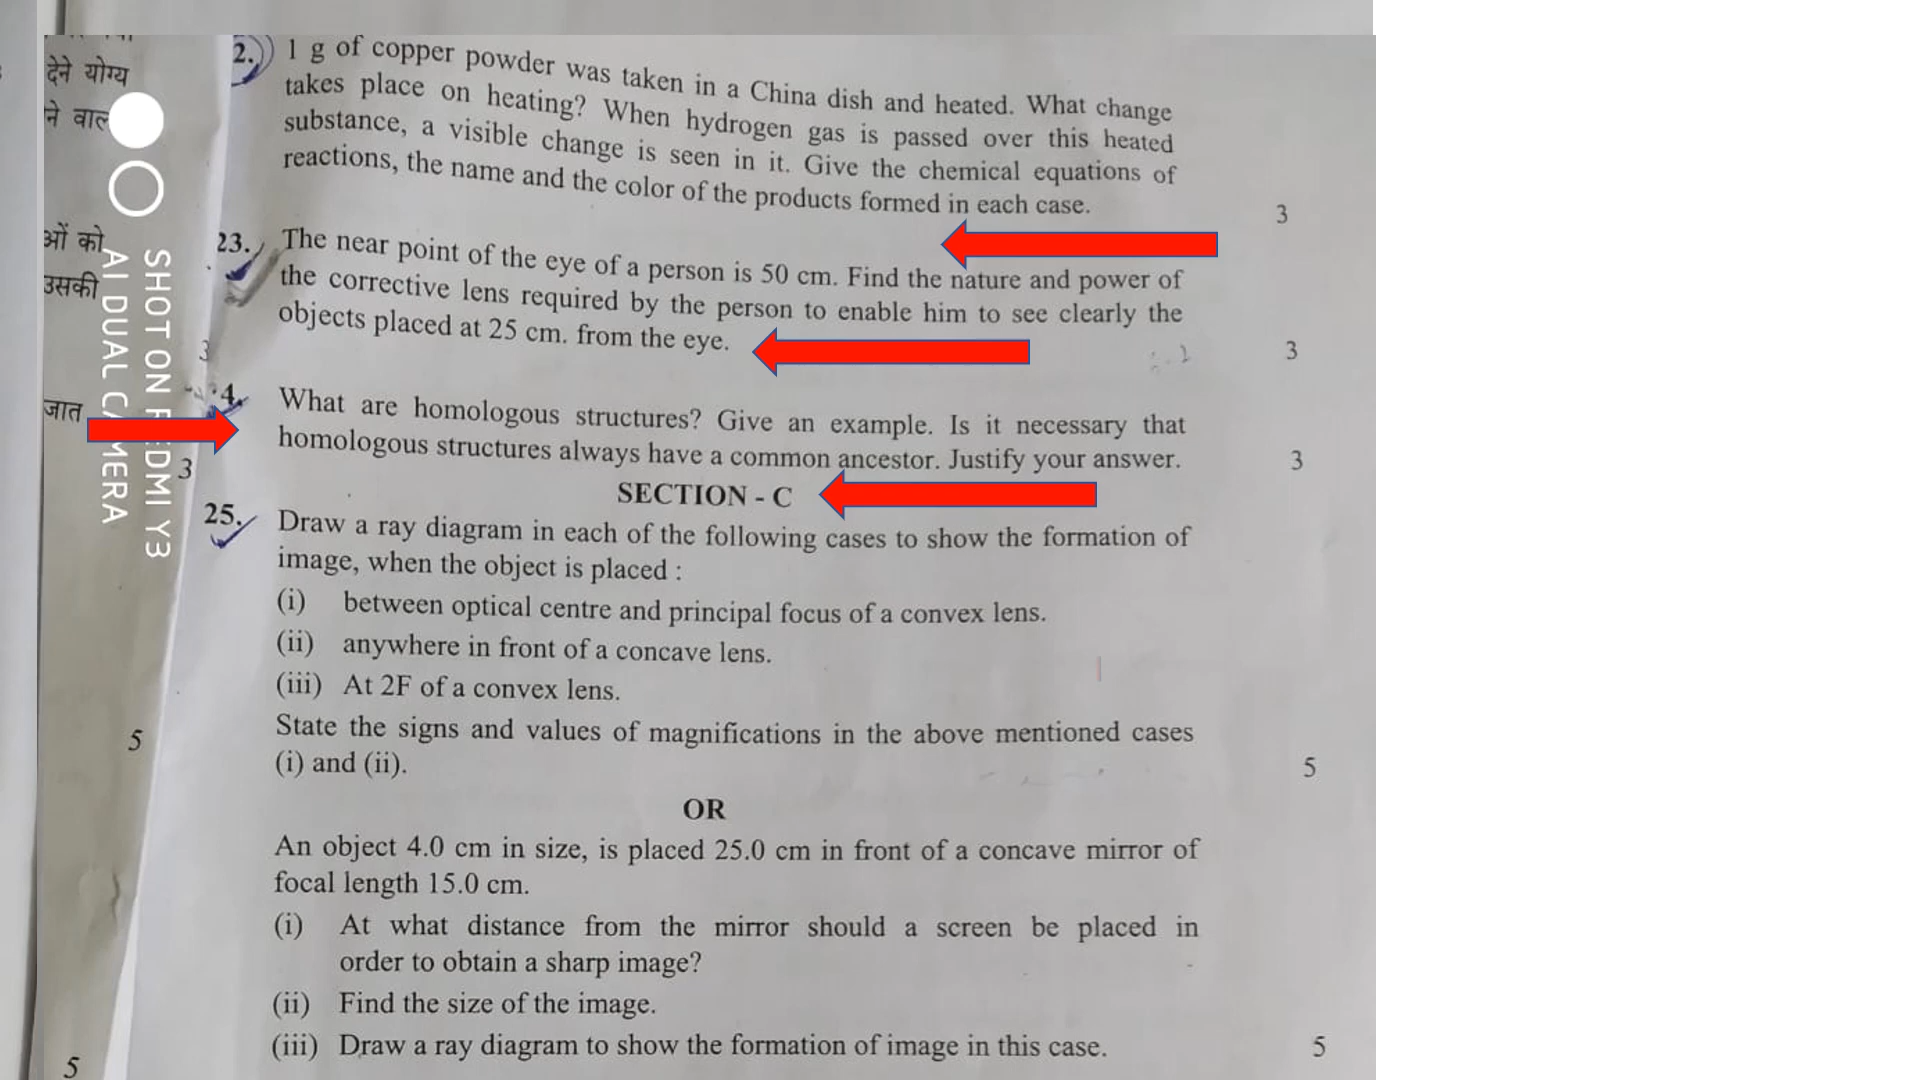 देने योग्य
ने वाल
ओं को
उसकी
3
जात
3
5
5
SHOT ON REDMI Y3
AI DUAL CAMERA
2. 1 g of copper powder was taken in a China dish and heated. What change
takes place on heating? When hydrogen gas is passed over this heated
substance, a visible change is seen in it. Give the chemical equations of
reactions, the name and the color of the products formed in each case. 3
23. The near point of the eye of a person is 50 cm. Find the nature and power of
the corrective lens required by the person to enable him to see clearly the
objects placed at 25 cm. from the eye. 3
4. What are homologous structures? Give an example. Is it necessary that
homologous structures always have a common ancestor. Justify your answer. 3
SECTION - C
25. Draw a ray diagram in each of the following cases to show the formation of
image, when the object is placed :
(i) between optical centre and principal focus of a convex lens.
(ii) anywhere in front of a concave lens.
(iii) At 2F of a convex lens.
State the signs and values of magnifications in the above mentioned cases
(i) and (ii). 5
OR
An object 4.0 cm in size, is placed 25.0 cm in front of a concave mirror of
focal length 15.0 cm.
(i) At what distance from the mirror should a screen be placed in
order to obtain a sharp image?
(ii) Find the size of the image.
(iii) Draw a ray diagram to show the formation of image in this case. 5